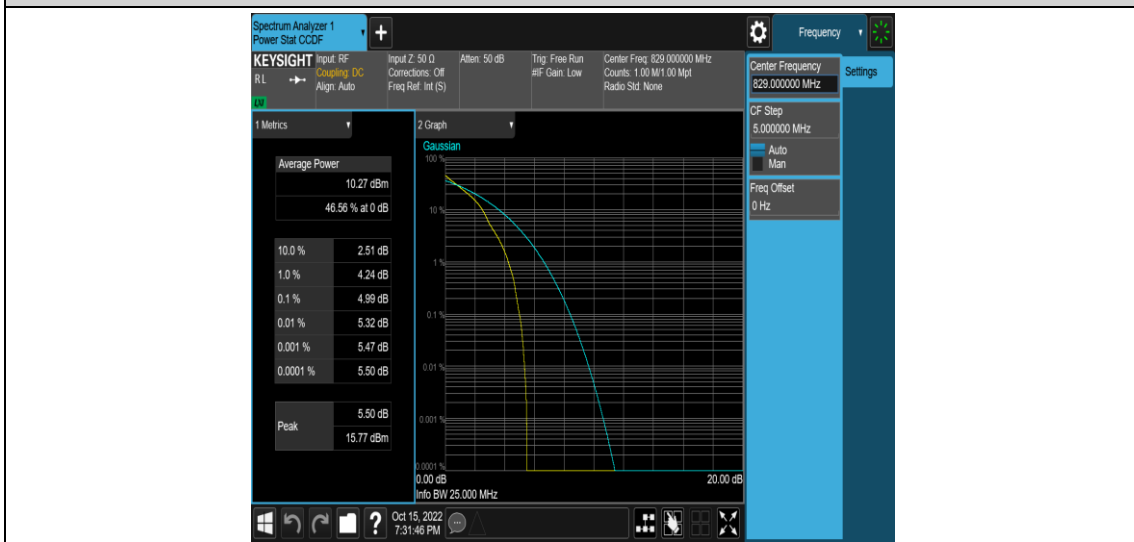 Spectrum Analyzer 1
Power Stat CCDF
Frequency
KEYSIGHT
RL
Input: RF
Coupling: DC
Align: Auto
Input Z: 50 Ω
Corrections: Off
Freq Ref: Int (S)
Atten: 50 dB
Trig: Free Run
#IF Gain: Low
Center Freq: 829.000000 MHz
Counts: 1.00 M/1.00 Mpt
Radio Std: None
1 Metrics
Average Power
10.27 dBm
46.56 % at 0 dB
10.0 % 2.51 dB
1.0 % 4.24 dB
0.1 % 4.99 dB
0.01 % 5.32 dB
0.001 % 5.47 dB
0.0001 % 5.50 dB
Peak
5.50 dB
15.77 dBm
2 Graph
Gaussian
100 %
10 %
1 %
0.1 %
0.01 %
0.001 %
0.0001 %
0.00 dB 20.00 dB
Info BW 25.000 MHz
Center Frequency
829.000000 MHz
Settings
CF Step
5.000000 MHz
Auto
Man
Freq Offset
0 Hz
?
Oct 15, 2022
7:31:46 PM